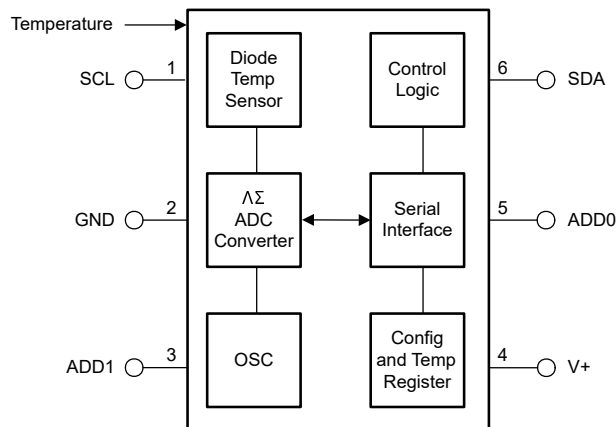 Temperature
SCL
1
Diode
Temp
Sensor
Control
Logic
6
SDA
GND
2
ΛΣ
ADC
Converter
Serial
Interface
5
ADD0
ADD1
3
OSC
Config
and Temp
Register
4
V+